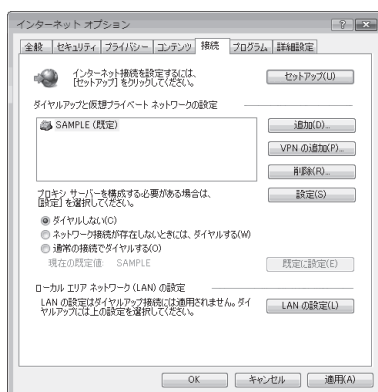 インターネット オプション
全般 セキュリティ プライバシー コンテンツ 接続 プログラム 詳細設定
インターネット接続を設定するには、
[セットアップ] をクリックしてください。
セットアップ(U)
ダイヤルアップと仮想プライベート ネットワークの設定
SAMPLE (既定)
追加(D)...
VPN の追加(P)...
削除(R)...
プロキシ サーバーを構成する必要がある場合は、
[設定] を選択してください。
設定(S)
ダイヤルしない(C)
ネットワーク接続が存在しないときには、ダイヤルする(W)
通常の接続でダイヤルする(O)
現在の既定値: SAMPLE
既定に設定(E)
ローカル エリア ネットワーク (LAN) の設定
LAN の設定はダイヤルアップ接続には適用されません。ダイ
ヤルアップには上の設定を選択してください。
LAN の設定(L)
OK キャンセル 適用(A)